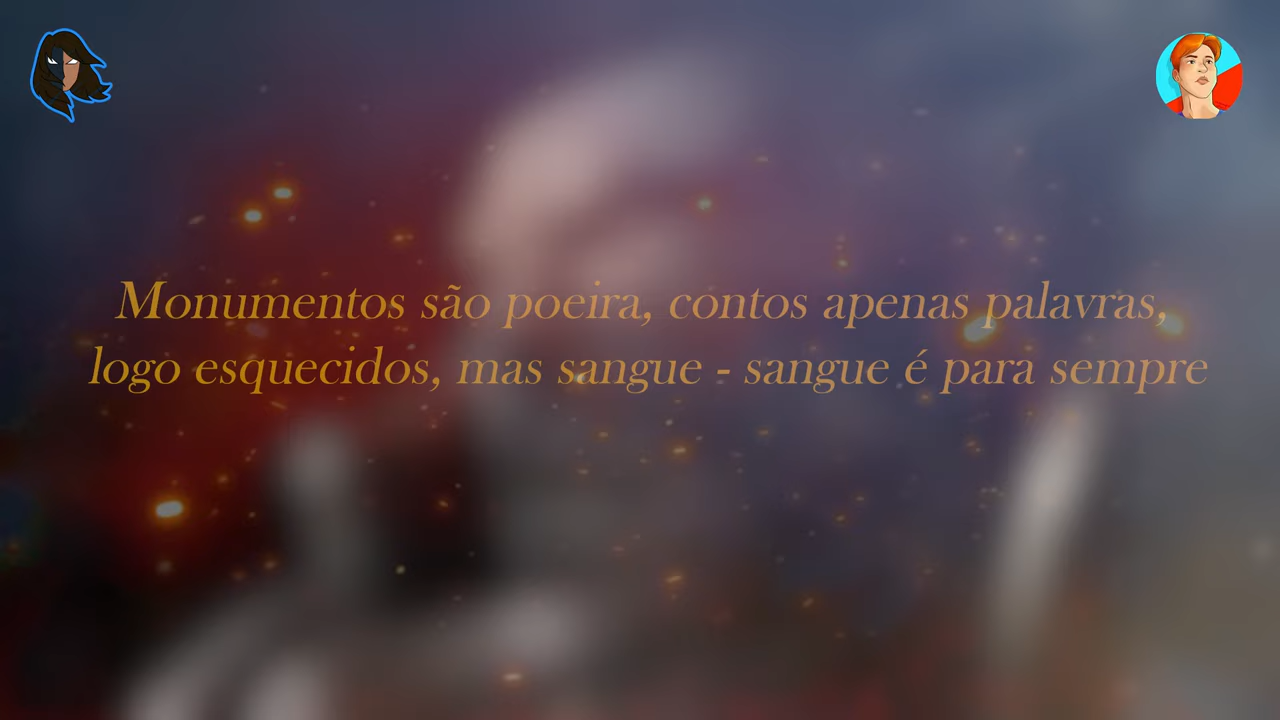 Monumentos são poeira, contos apenas palavras,
logo esquecidos, mas sangue - sangue é para sempre